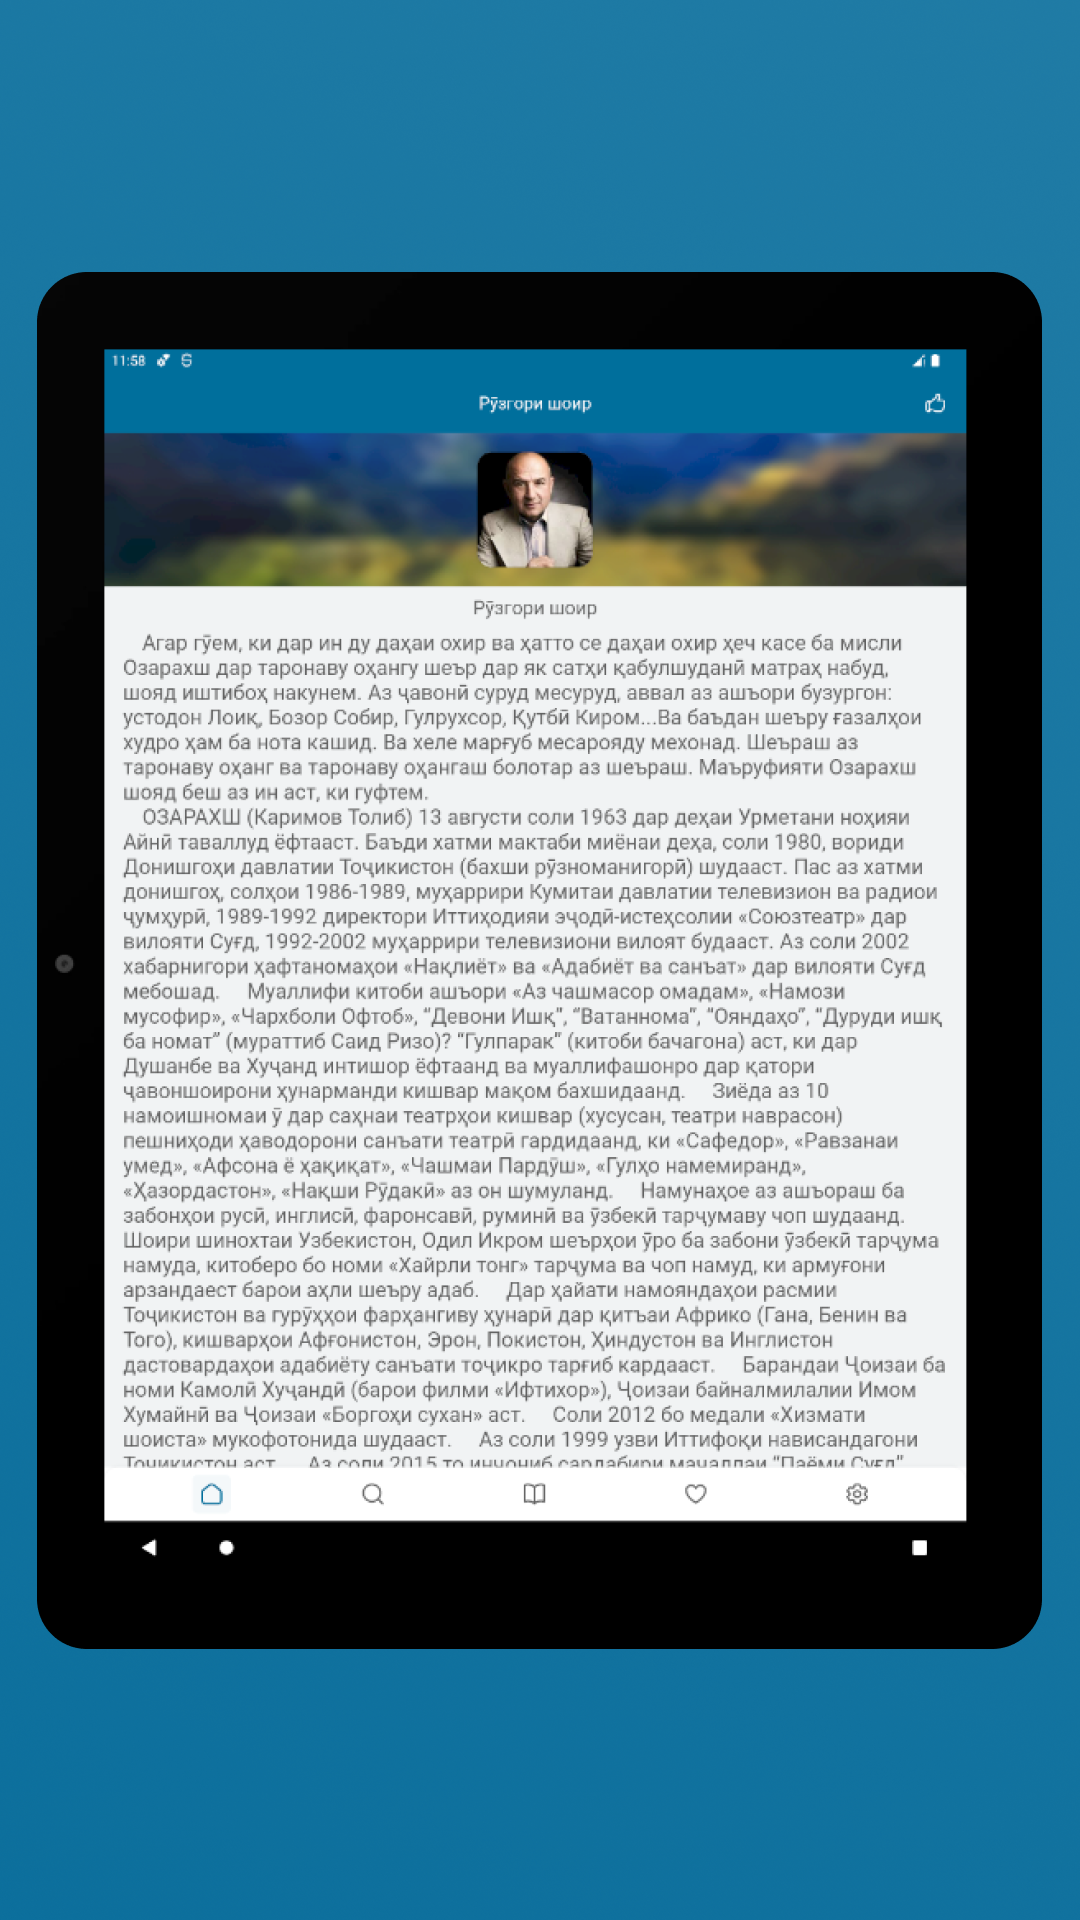 11:58
Рӯзгори шоир
Рӯзгори шоир
Агар гӯем, ки дар ин ду даҳаи охир ва ҳатто се даҳаи охир ҳеч касе ба мисли
Озарахш дар таронаву оҳангу шеър дар як сатҳи қабулшуданӣ матраҳ набуд,
шояд иштибоҳ накунем. Аз ҷавонӣ суруд месуруд, аввал аз ашъори бузургон:
устодон Лоиқ, Бозор Собир, Гулрухсор, Қутбӣ Киром...Ва баъдан шеъру ғазалҳои
худро ҳам ба нота кашид. Ва хеле марғуб месарояду мехонад. Шеъраш аз
таронаву оҳанг ва таронаву оҳангаш болотар аз шеъраш. Маъруфияти Озарахш
шояд беш аз ин аст, ки гуфтем.
ОЗАРАХШ (Каримов Толиб) 13 августи соли 1963 дар деҳаи Урметани ноҳияи
Айнӣ таваллуд ёфтааст. Баъди хатми мактаби миёнаи деҳа, соли 1980, вориди
Донишгоҳи давлатии Тоҷикистон (бахши рӯзноманигорӣ) шудааст. Пас аз хатми
донишгоҳ, солҳои 1986-1989, муҳаррири Кумитаи давлатии телевизион ва радиои
ҷумҳурӣ, 1989-1992 директори Иттиҳодияи эҷодӣ-истеҳсолии «Союзтеатр» дар
вилояти Суғд, 1992-2002 муҳаррири телевизиони вилоят будааст. Аз соли 2002
хабарнигори ҳафтаномаҳои «Нақлиёт» ва «Адабиёт ва санъат» дар вилояти Суғд
мебошад. Муаллифи китоби ашъори «Аз чашмасор омадам», «Намози
мусофир», «Чархболи Офтоб», “Девони Ишқ”, “Ватаннома”, “Ояндаҳо”, “Дуруди ишқ
ба номат” (мураттиб Саид Ризо)? “Гулпарак” (китоби бачагона) аст, ки дар
Душанбе ва Хуҷанд интишор ёфтаанд ва муаллифашонро дар қатори
ҷавоншоирони ҳунарманди кишвар мақом бахшидаанд. Зиёда аз 10
намоишномаи ӯ дар саҳнаи театрҳои кишвар (хусусан, театри наврасон)
пешниҳоди ҳаводорони санъати театрӣ гардидаанд, ки «Сафедор», «Равзанаи
умед», «Афсона ё ҳақиқат», «Чашмаи Пардӯш», «Гулҳо намемиранд»,
«Ҳазордастон», «Нақши Рӯдакӣ» аз он шумуланд. Намунаҳое аз ашъораш ба
забонҳои русӣ, инглисӣ, фаронсавӣ, руминӣ ва ӯзбекӣ тарҷумаву чоп шудаанд.
Шоири шинохтаи Узбекистон, Одил Икром шеърҳои ӯро ба забони ӯзбекӣ тарҷума
намуда, китоберо бо номи «Хайрли тонг» тарҷума ва чоп намуд, ки армуғони
арзандаест барои аҳли шеъру адаб. Дар ҳайати намояндаҳои расмии
Тоҷикистон ва гурӯҳҳои фарҳангиву ҳунарӣ дар қитъаи Африко (Гана, Бенин ва
Того), кишварҳои Афғонистон, Эрон, Покистон, Ҳиндустон ва Инглистон
дастовардаҳои адабиёту санъати тоҷикро тарғиб кардааст. Барандаи Ҷоизаи ба
номи Камолӣ Хуҷандӣ (барои филми «Ифтихор»), Ҷоизаи байналмилалии Имом
Хумайнӣ ва Ҷоизаи «Боргоҳи сухан» аст. Соли 2012 бо медали «Хизмати
шоиста» мукофотонида шудааст. Аз соли 1999 узви Иттифоқи нависандагони
Тоҷикистон аст. Аз соли 2015 то инҷониб сардабири маҷаллаи “Паёми Суғд”